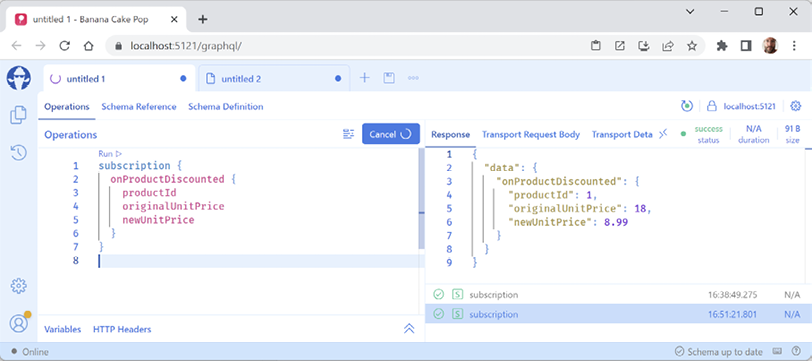 untitled 1 - Banana Cake Pop
localhost:5121/graphql/
untitled 1
untitled 2
Operations Schema Reference Schema Definition
localhost:5121
Operations
Cancel
Response Transport Request Body Transport Deta
success status
N/A duration
91 B size
Run
1 subscription {
2 onProductDiscounted {
3 productId
4 originalUnitPrice
5 newUnitPrice
6 }
7 }
8
1 {
2 "data": {
3 "onProductDiscounted": {
4 "productId": 1,
5 "originalUnitPrice": 18,
6 "newUnitPrice": 8.99
7 }
8 }
9 }
S subscription 16:38:49.275 N/A
S subscription 16:51:21.801 N/A
Variables HTTP Headers
Online
Schema up to date